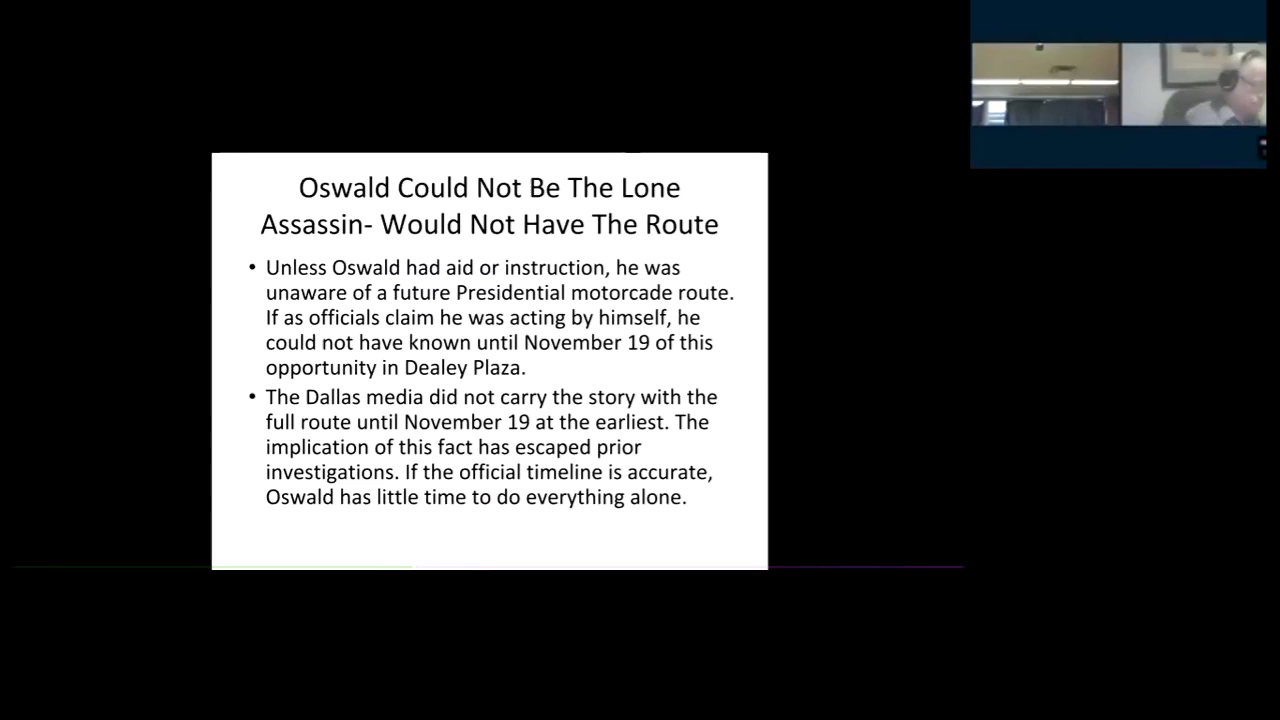 Oswald Could Not Be The Lone
Assassin- Would Not Have The Route
• Unless Oswald had aid or instruction, he was
unaware of a future Presidential motorcade route.
If as officials claim he was acting by himself, he
could not have known until November 19 of this
opportunity in Dealey Plaza.
• The Dallas media did not carry the story with the
full route until November 19 at the earliest. The
implication of this fact has escaped prior
investigations. If the official timeline is accurate,
Oswald has little time to do everything alone.